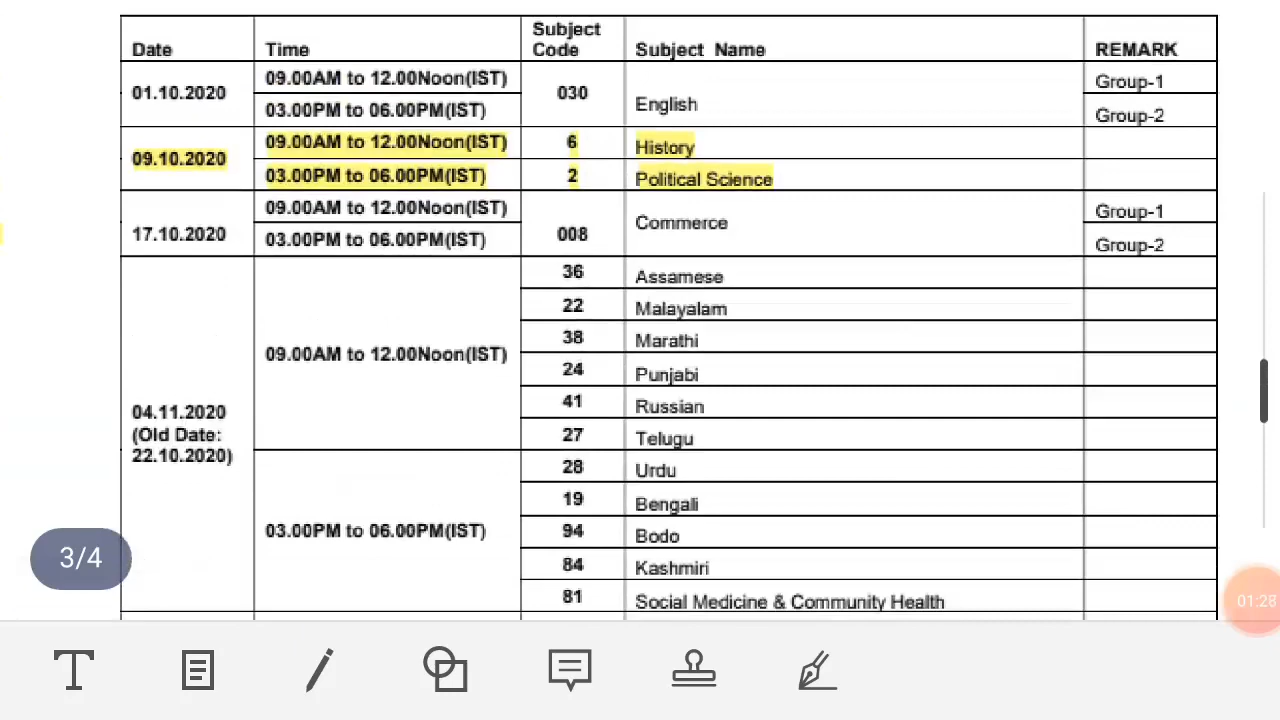 Date Time Subject Code Subject Name REMARK
01.10.2020 09.00AM to 12.00Noon(IST) 030 English Group-1
03.00PM to 06.00PM(IST) Group-2
09.10.2020 09.00AM to 12.00Noon(IST) 6 History
03.00PM to 06.00PM(IST) 2 Political Science
17.10.2020 09.00AM to 12.00Noon(IST) 008 Commerce Group-1
03.00PM to 06.00PM(IST) Group-2
04.11.2020
(Old Date:
22.10.2020)
09.00AM to 12.00Noon(IST)
36 Assamese
22 Malayalam
38 Marathi
24 Punjabi
41 Russian
27 Telugu
03.00PM to 06.00PM(IST)
28 Urdu
19 Bengali
94 Bodo
84 Kashmiri
81 Social Medicine & Community Health
3/4
01:28
T